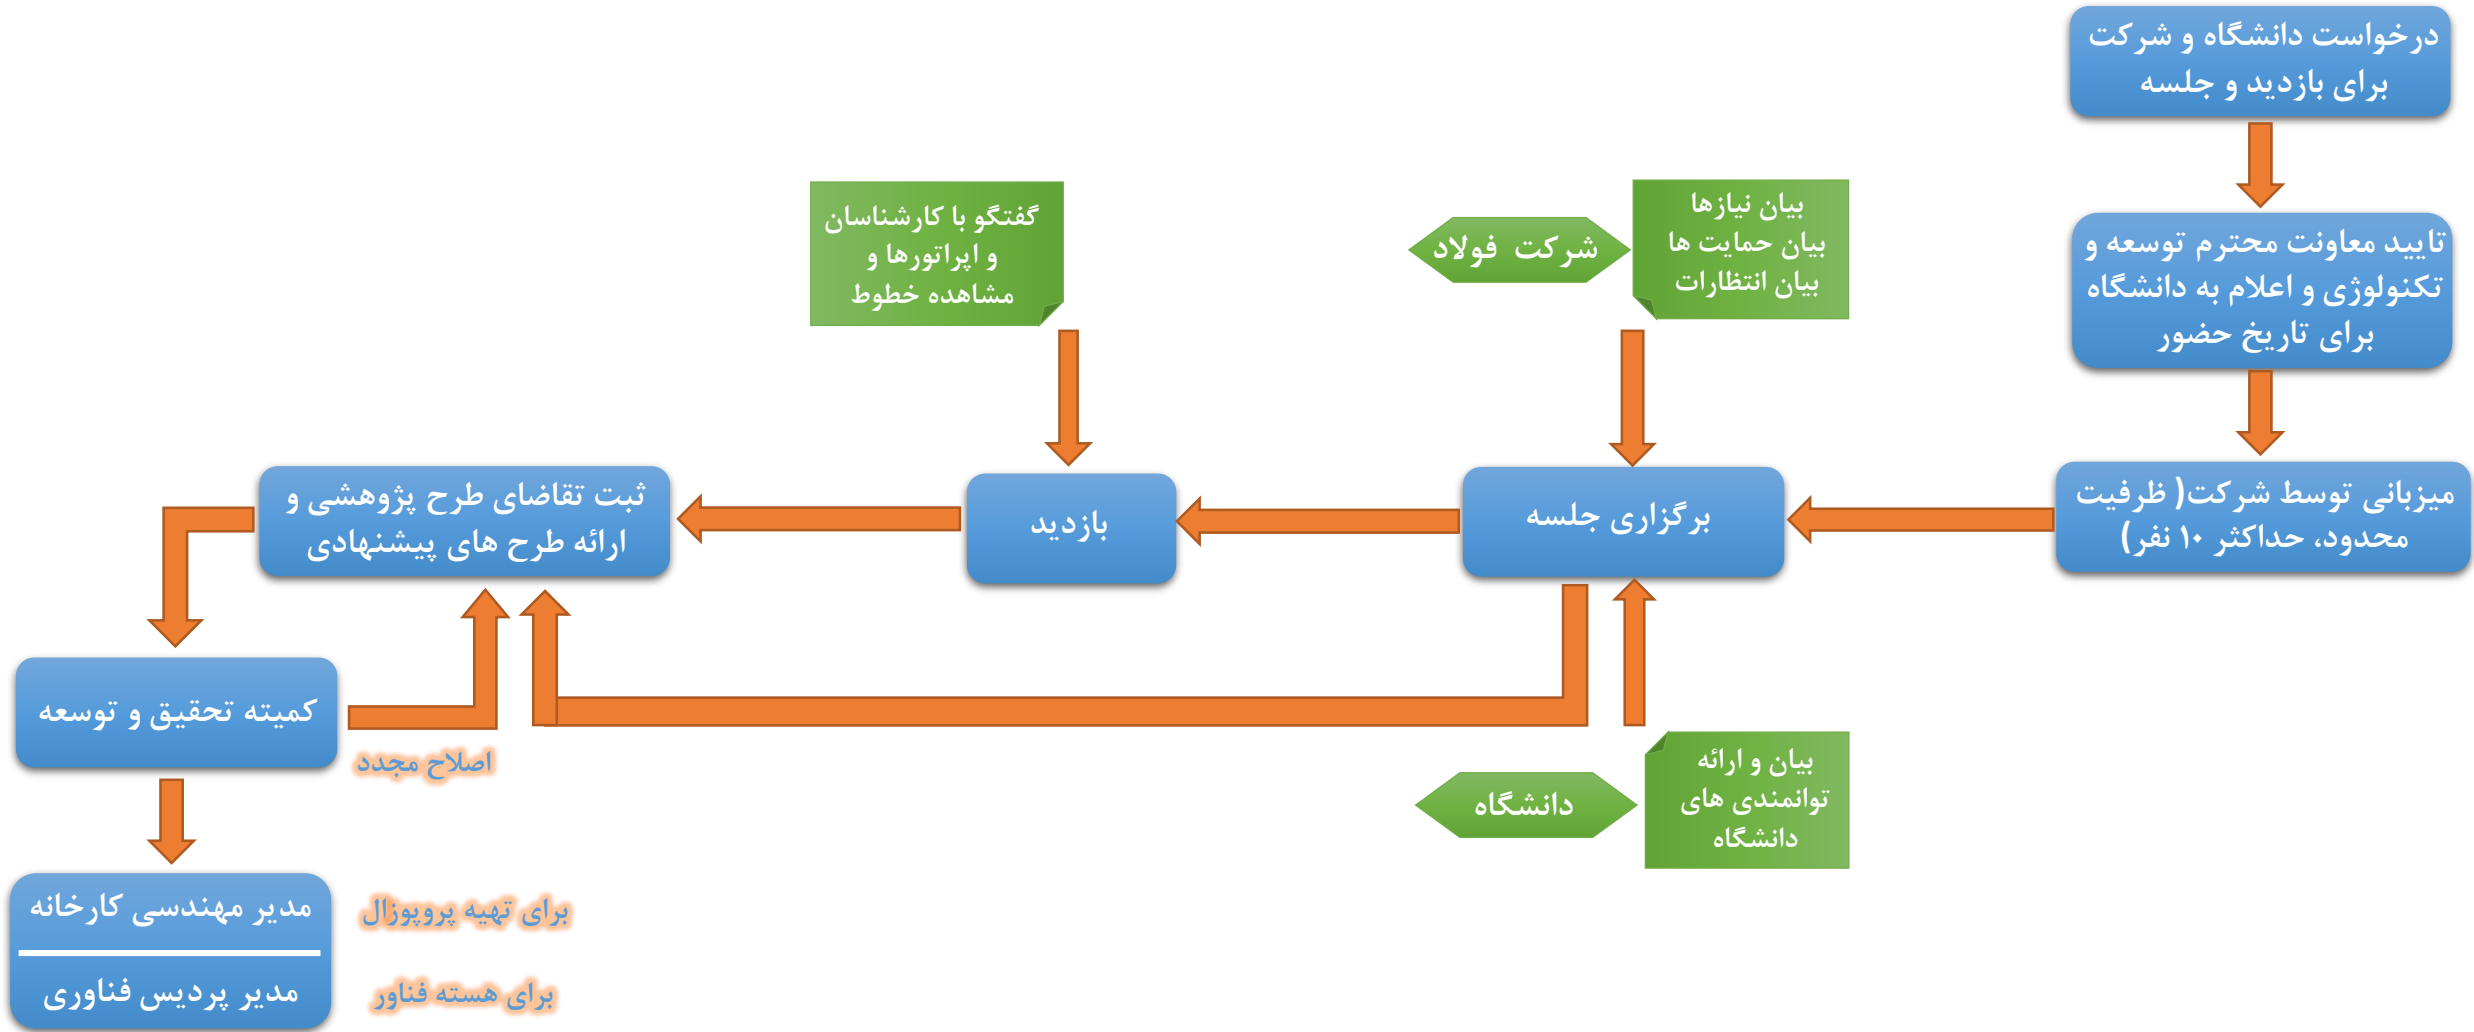 درخواست دانشگاه و شرکت
برای بازدید و جلسه
تایید معاونت محترم توسعه و
تکنولوژی و اعلام به دانشگاه
برای تاریخ حضور
میزبانی توسط شرکت( ظرفیت
محدود، حداکثر ۱۰ نفر)
بیان نیازها
بیان حمایت ها
بیان انتظارات
شرکت فولاد
برگزاری جلسه
بیان و ارائه
توانمندی های
دانشگاه
دانشگاه
گفتگو با کارشناسان
و اپراتورها و
مشاهده خطوط
بازدید
ثبت تقاضای طرح پژوهشی و
ارائه طرح های پیشنهادی
کمیته تحقیق و توسعه
اصلاح مجدد
مدیر مهندسی کارخانه
برای تهیه پروپوزال
مدیر پردیس فناوری
برای هسته فناور